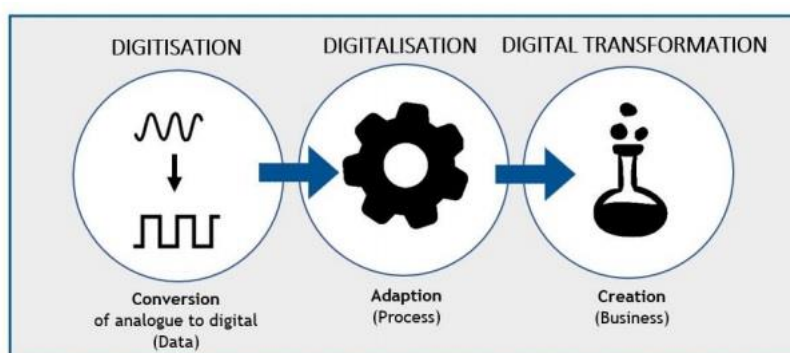 DIGITISATION
DIGITALISATION
DIGITAL TRANSFORMATION
Conversion
of analogue to digital
(Data)
Adaption
(Process)
Creation
(Business)